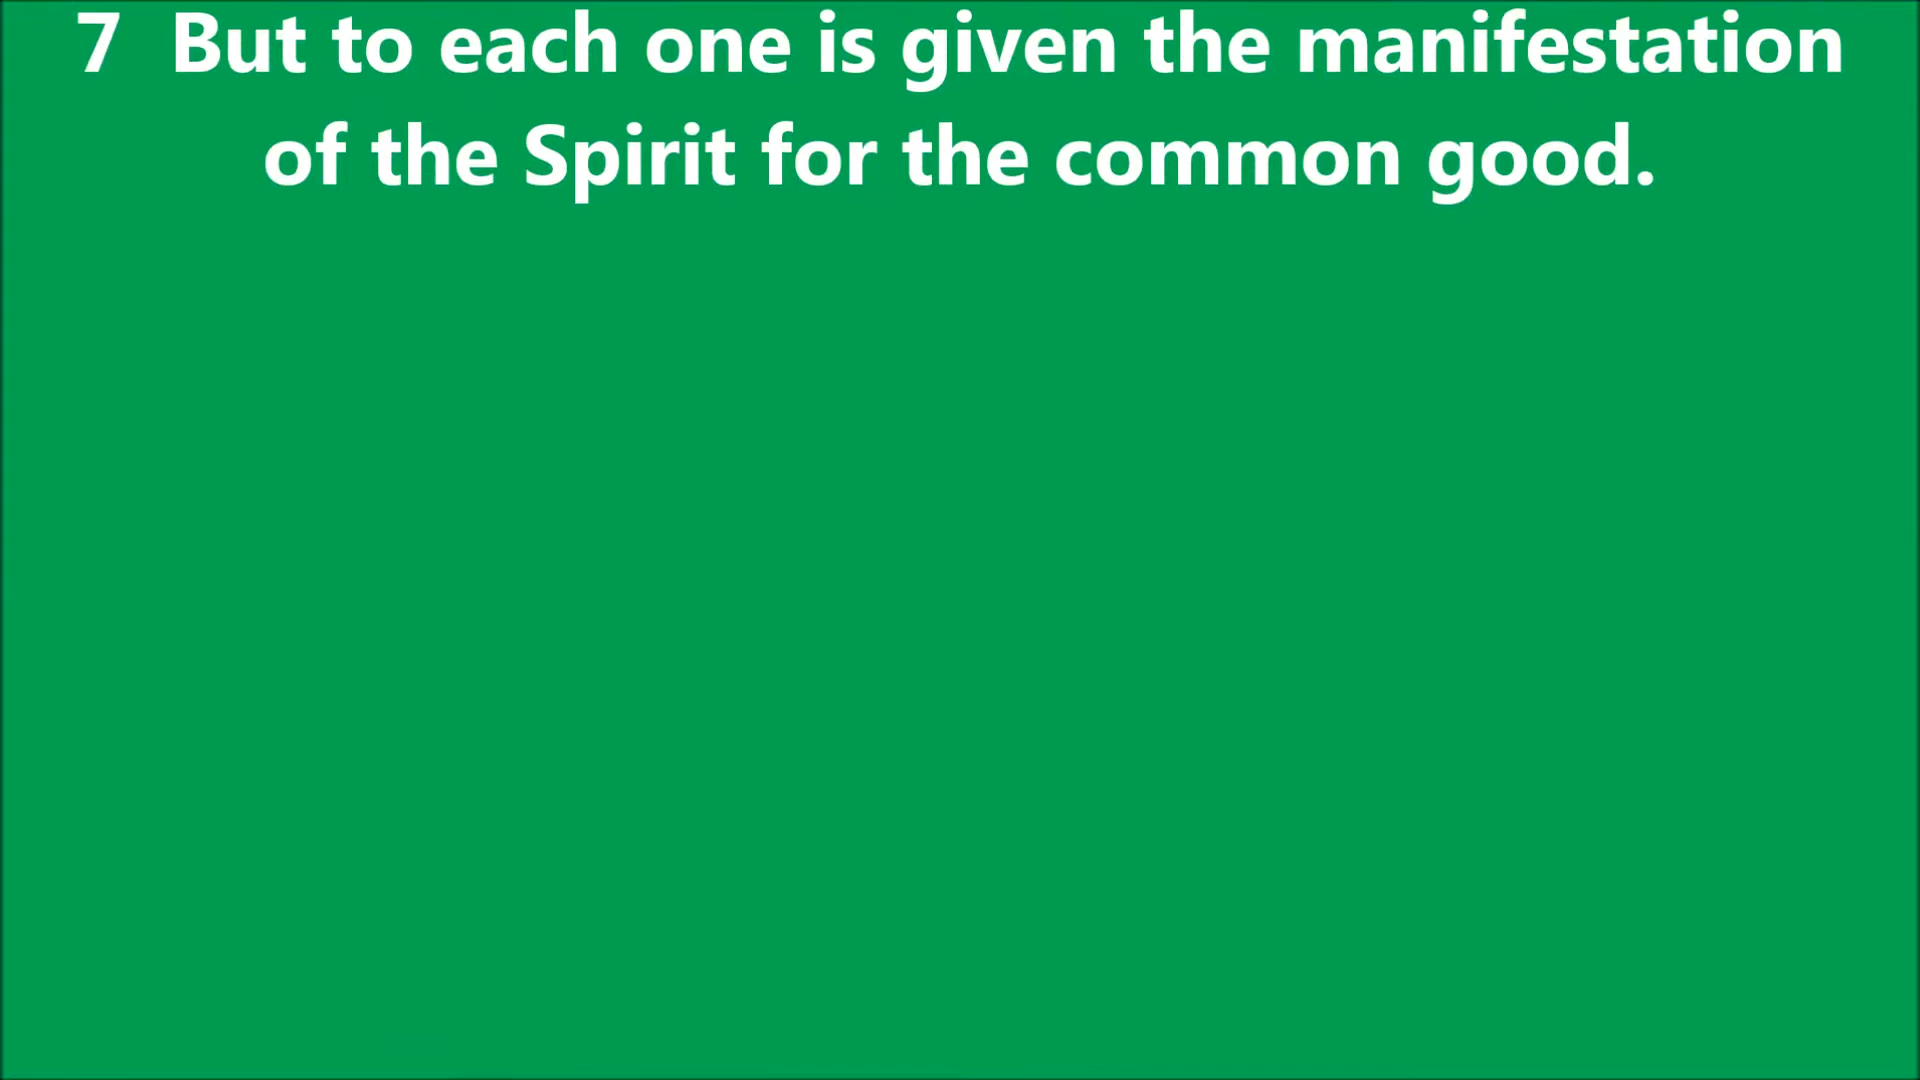 7 But to each one is given the manifestation
of the Spirit for the common good.